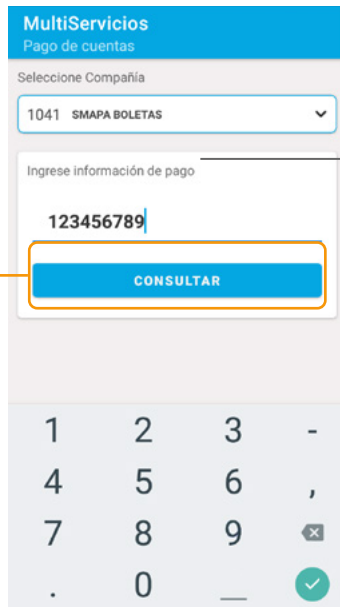 MultiServicios
Pago de cuentas
Seleccione Compañía
1041 SMAPA BOLETAS
Ingrese información de pago
123456789
CONSULTAR
1 2 3 -
4 5 6 ,
7 8 9
. 0 _